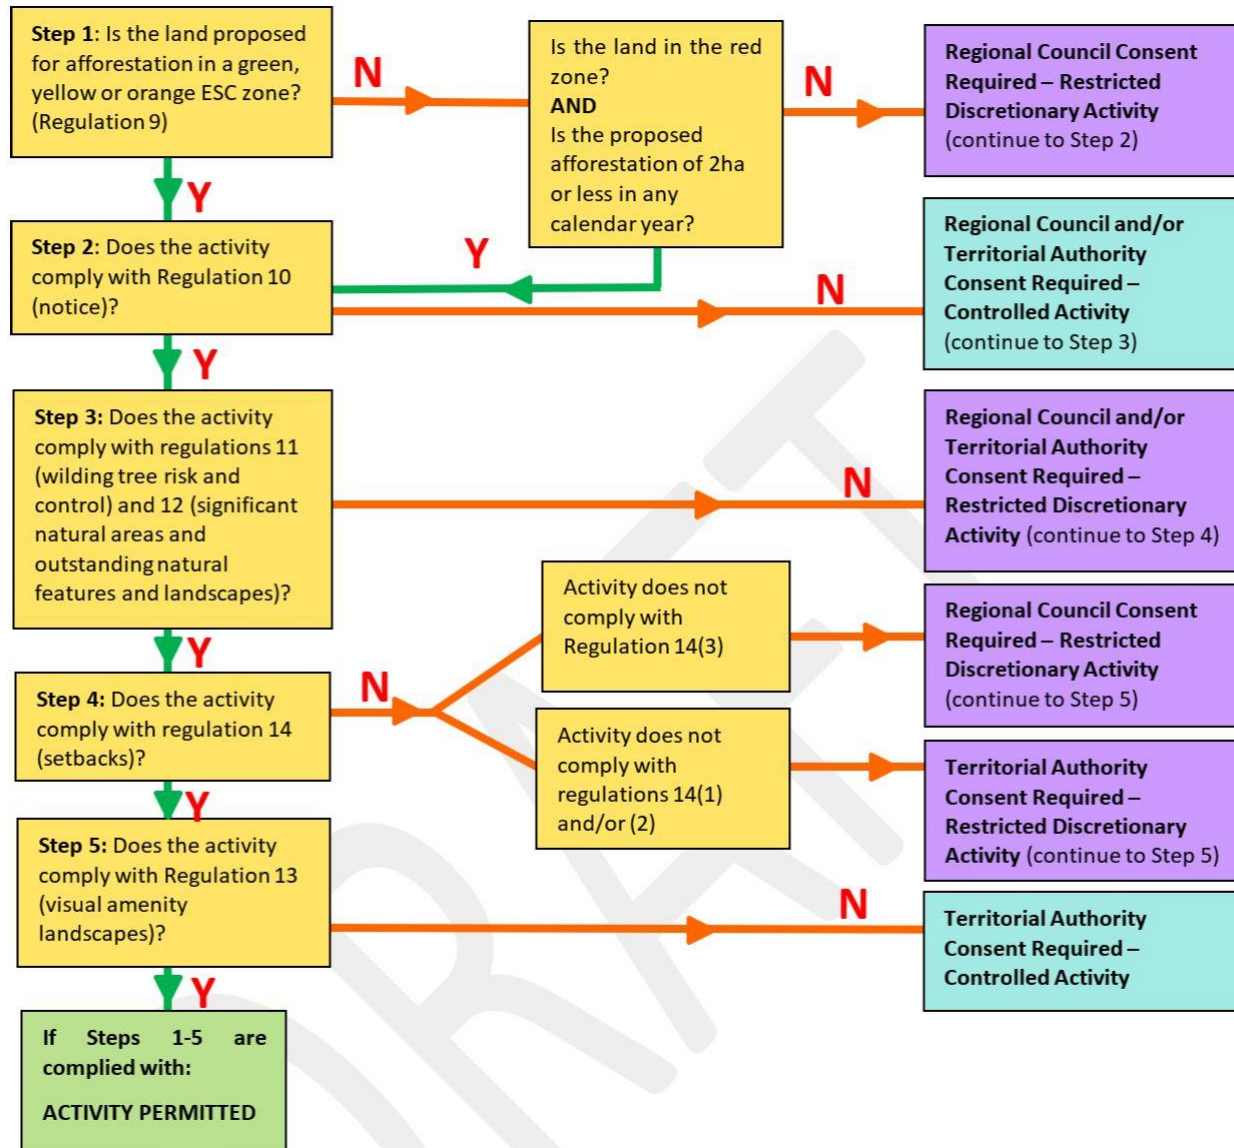 Step 1: Is the land proposed
for afforestation in a green,
yellow or orange ESC zone?
(Regulation 9)
N
Is the land in the red
zone?
AND
Is the proposed
afforestation of 2ha
or less in any
calendar year?
N
Regional Council Consent
Required – Restricted
Discretionary Activity
(continue to Step 2)
Y
Y
Step 2: Does the activity
comply with Regulation 10
(notice)?
N
Regional Council and/or
Territorial Authority
Consent Required –
Controlled Activity
(continue to Step 3)
Y
Step 3: Does the activity
comply with regulations 11
(wilding tree risk and
control) and 12 (significant
natural areas and
outstanding natural
features and landscapes)?
N
Regional Council and/or
Territorial Authority
Consent Required –
Restricted Discretionary
Activity (continue to Step 4)
Y
Step 4: Does the activity
comply with regulation 14
(setbacks)?
N
Activity does not
comply with
Regulation 14(3)
Regional Council Consent
Required – Restricted
Discretionary Activity
(continue to Step 5)
Activity does not
comply with
regulations 14(1)
and/or (2)
Territorial Authority
Consent Required –
Restricted Discretionary
Activity (continue to Step 5)
Y
Step 5: Does the activity
comply with Regulation 13
(visual amenity
landscapes)?
N
Territorial Authority
Consent Required –
Controlled Activity
Y
If Steps 1-5 are
complied with:
ACTIVITY PERMITTED
DRAFT